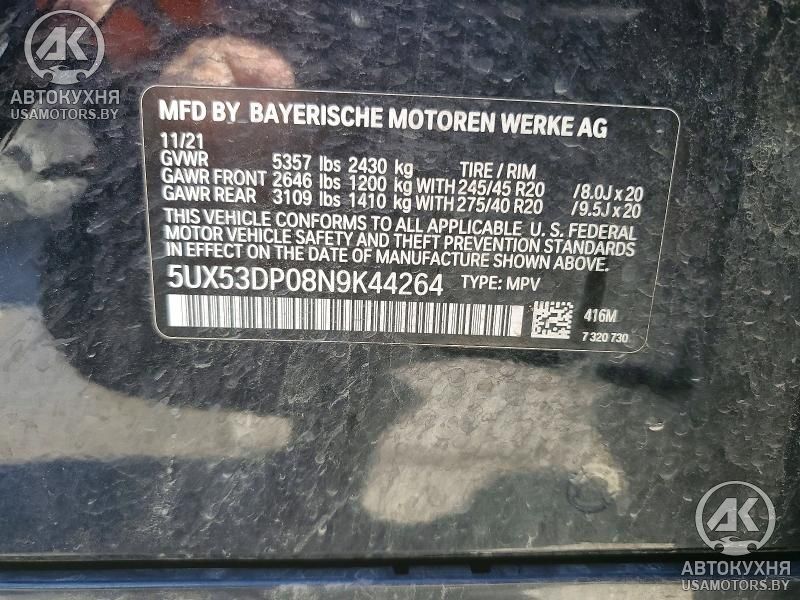 AK
АВТОКУХНЯ
USAMOTORS.BY
MFD BY BAYERISCHE MOTOREN WERKE AG
11/21
GVWR 5357 lbs 2430 kg TIRE / RIM
GAWR FRONT 2646 lbs 1200 kg WITH 245/45 R20 /8.0J x 20
GAWR REAR 3109 lbs 1410 kg WITH 275/40 R20 /9.5J x 20
THIS VEHICLE CONFORMS TO ALL APPLICABLE U. S. FEDERAL
MOTOR VEHICLE SAFETY AND THEFT PREVENTION STANDARDS
IN EFFECT ON THE DATE OF MANUFACTURE SHOWN ABOVE.
5UX53DP08N9K44264 TYPE: MPV
416M
7 320 730
AK
АВТОКУХНЯ
USAMOTORS.BY